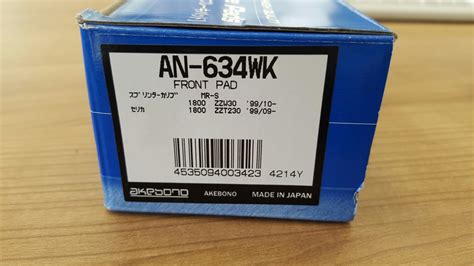 AN-634WK
FRONT PAD
スプリンターカリブ MR-S
1800 ZZW30 '99/10-
セリカ 1800 ZZT230 '99/09-
4535094003423 4214Y
akebono AKEBONO MADE IN JAPAN